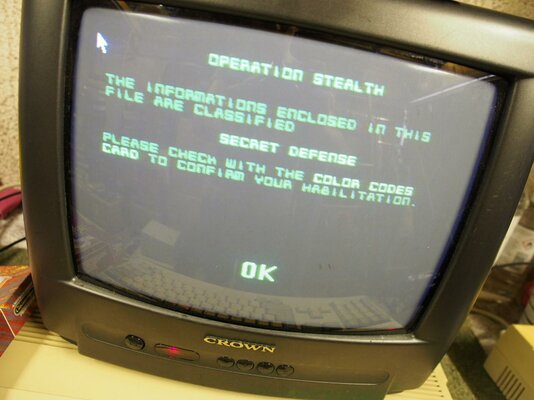 OPERATION STEALTH
THE INFORMATIONS ENCLOSED IN THIS
FILE ARE CLASSIFIED
SECRET DEFENSE
PLEASE CHECK WITH THE COLOR CODES
CARD TO CONFIRM YOUR HABILITATION.
OK
CROWN